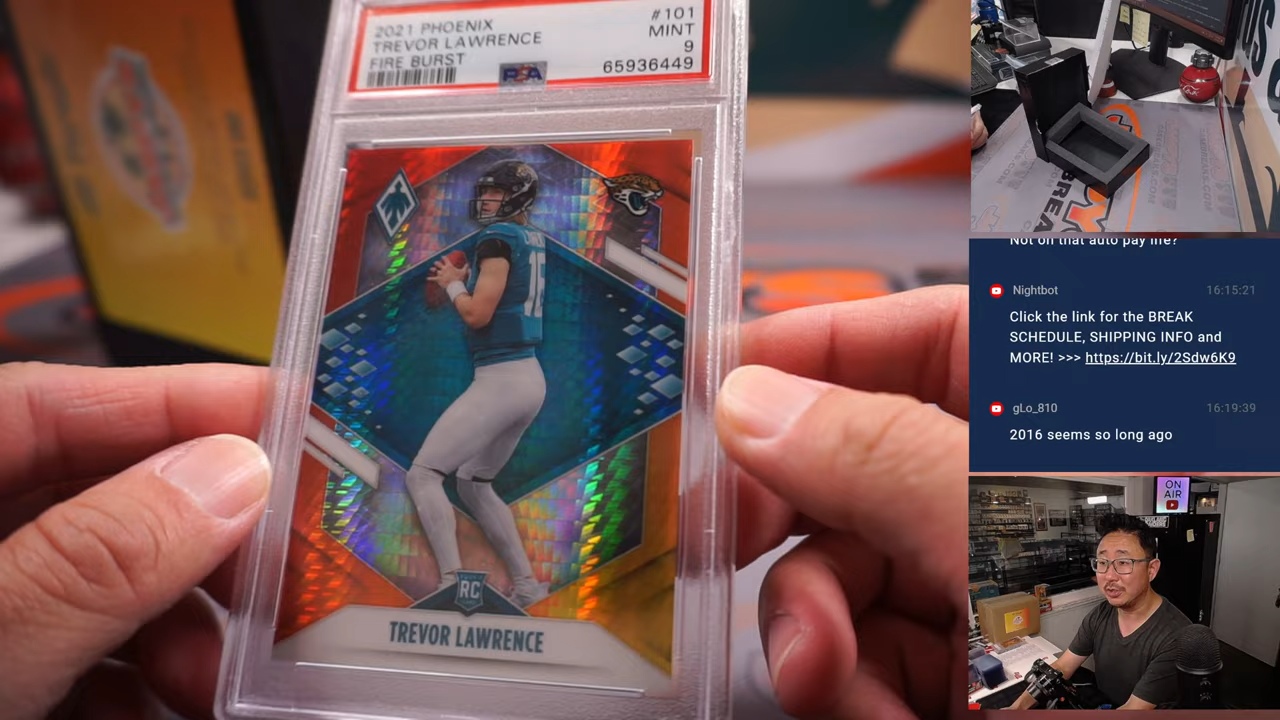 2021 PHOENIX
TREVOR LAWRENCE
FIRE BURST
#101
MINT
9
65936449
PSA
RC
TREVOR LAWRENCE
Not on that auto pay life?
Nightbot 16:15:21
Click the link for the BREAK
SCHEDULE, SHIPPING INFO and
MORE! >>> https://bit.ly/2Sdw6K9
gLo_810 16:19:39
2016 seems so long ago
ON
AIR
BREAK